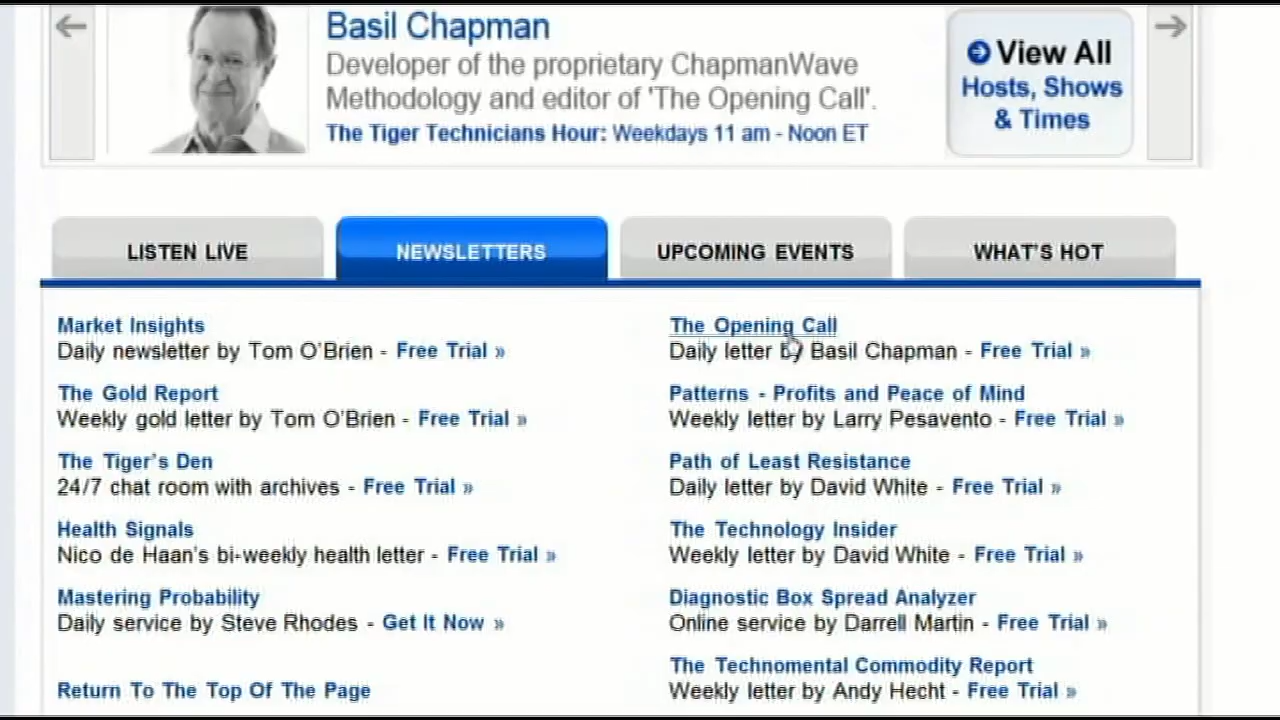 Basil Chapman
Developer of the proprietary ChapmanWave
Methodology and editor of 'The Opening Call'.
The Tiger Technicians Hour: Weekdays 11 am - Noon ET
View All
Hosts, Shows
& Times
LISTEN LIVE
NEWSLETTERS
UPCOMING EVENTS
WHAT'S HOT
Market Insights
Daily newsletter by Tom O'Brien - Free Trial »
The Gold Report
Weekly gold letter by Tom O'Brien - Free Trial »
The Tiger's Den
24/7 chat room with archives - Free Trial »
Health Signals
Nico de Haan's bi-weekly health letter - Free Trial »
Mastering Probability
Daily service by Steve Rhodes - Get It Now »
Return To The Top Of The Page
The Opening Call
Daily letter by Basil Chapman - Free Trial »
Patterns - Profits and Peace of Mind
Weekly letter by Larry Pesavento - Free Trial »
Path of Least Resistance
Daily letter by David White - Free Trial »
The Technology Insider
Weekly letter by David White - Free Trial »
Diagnostic Box Spread Analyzer
Online service by Darrell Martin - Free Trial »
The Technomental Commodity Report
Weekly letter by Andy Hecht - Free Trial »